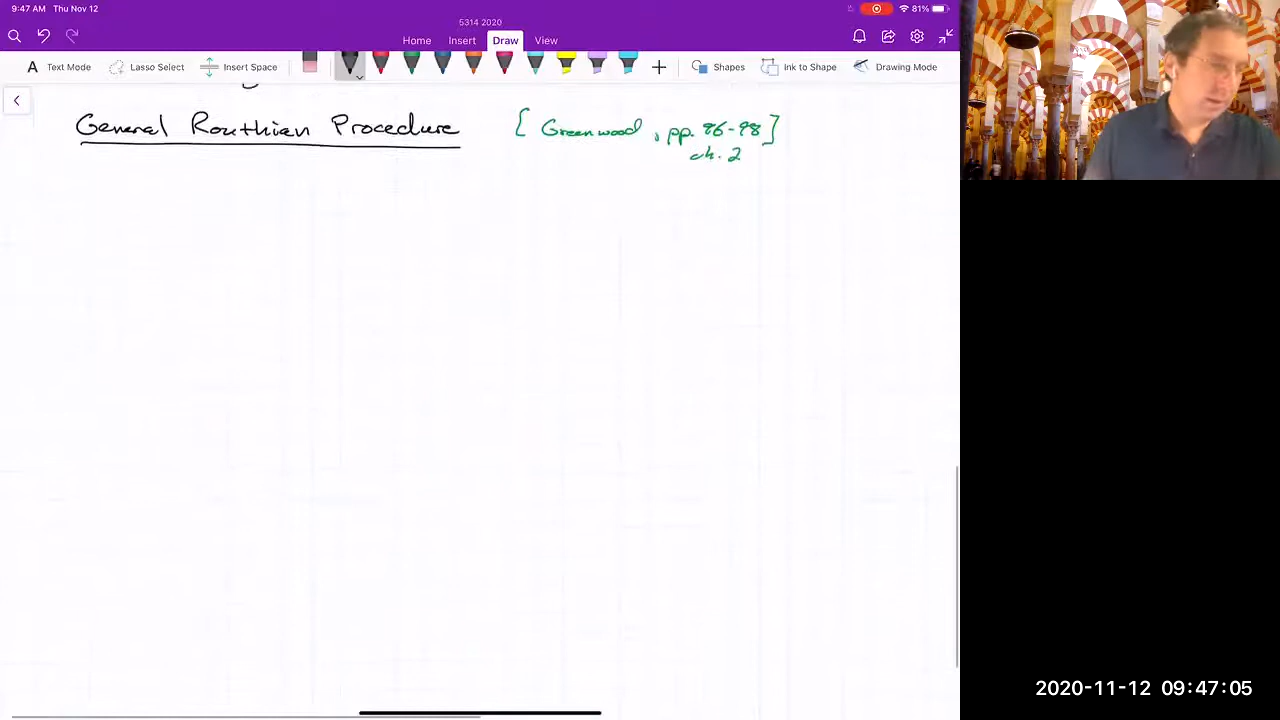 9:47 AM Thu Nov 12
81%
5314 2020
Home Insert Draw View
Text Mode Lasso Select Insert Space Shapes Ink to Shape Drawing Mode
General Routhian Procedure [Greenwood, pp. 96-98]
ch. 2
2020-11-12 09:47:05